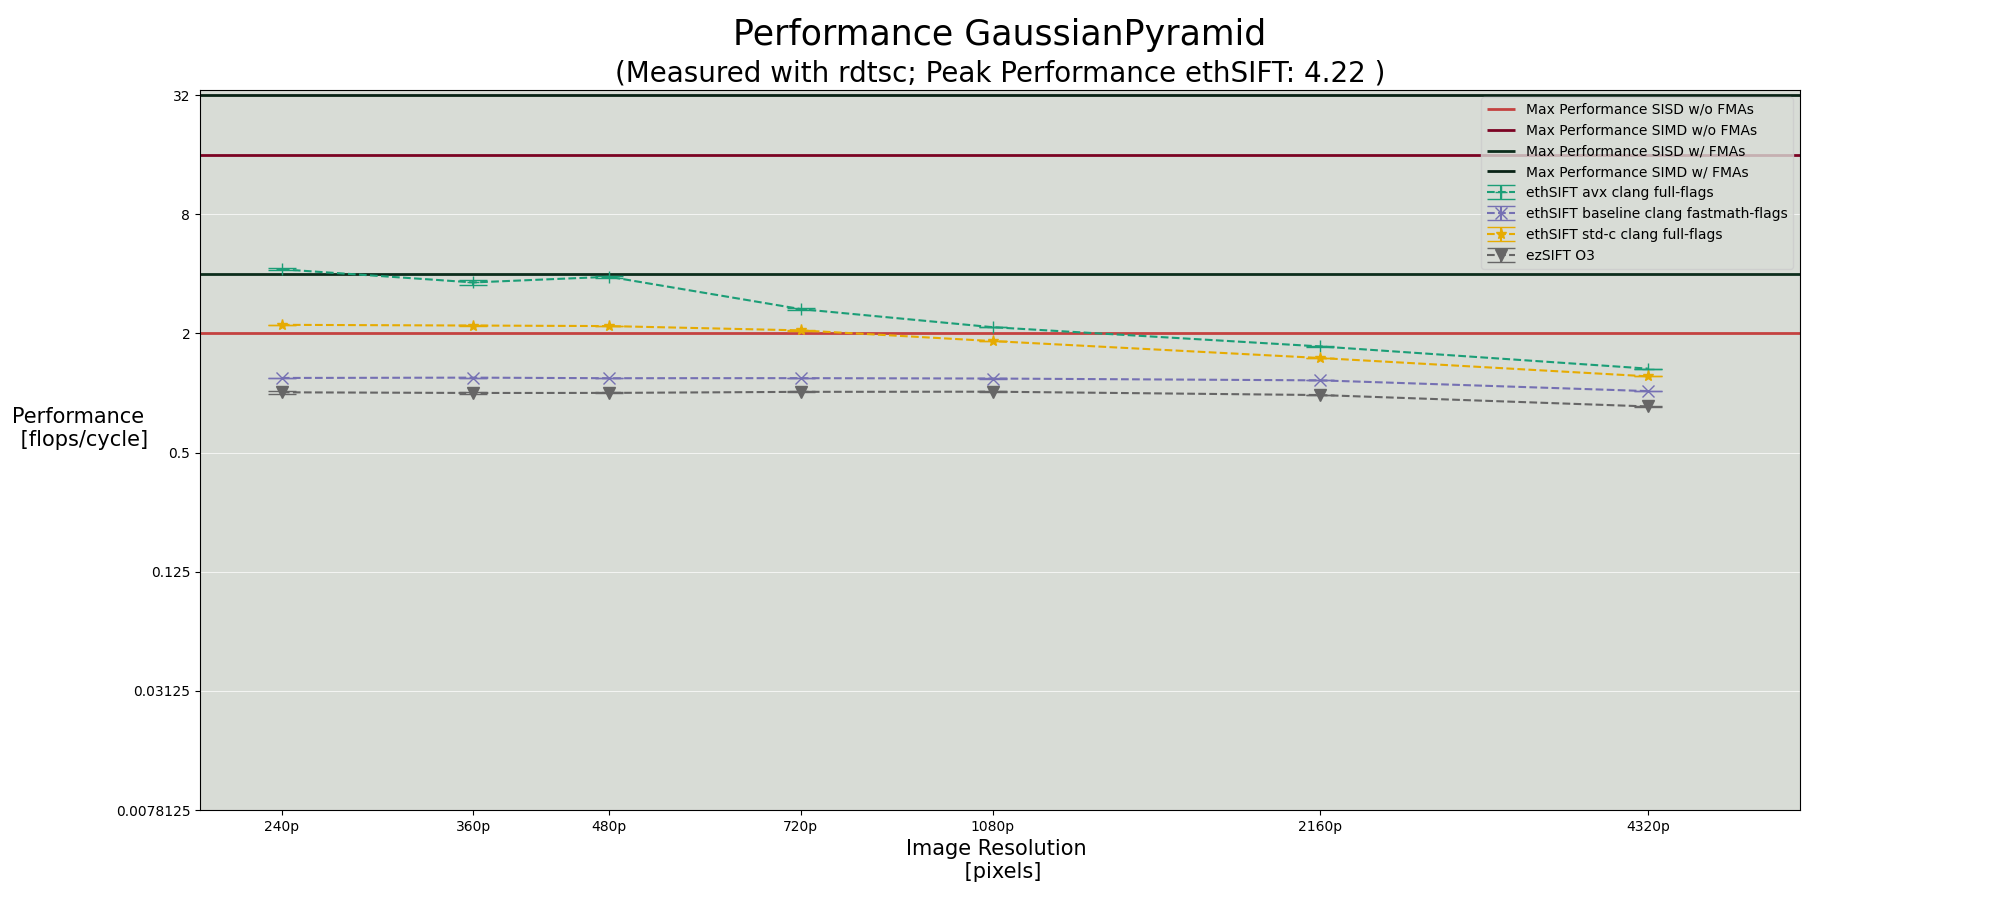 Performance GaussianPyramid
(Measured with rdtsc; Peak Performance ethSIFT: 4.22 )
32
8
2
0.5
0.125
0.03125
0.0078125
Performance
[flops/cycle]
Max Performance SISD w/o FMAs
Max Performance SIMD w/o FMAs
Max Performance SISD w/ FMAs
Max Performance SIMD w/ FMAs
ethSIFT avx clang full-flags
ethSIFT baseline clang fastmath-flags
ethSIFT std-c clang full-flags
ezSIFT O3
240p 360p 480p 720p 1080p 2160p 4320p
Image Resolution
[pixels]